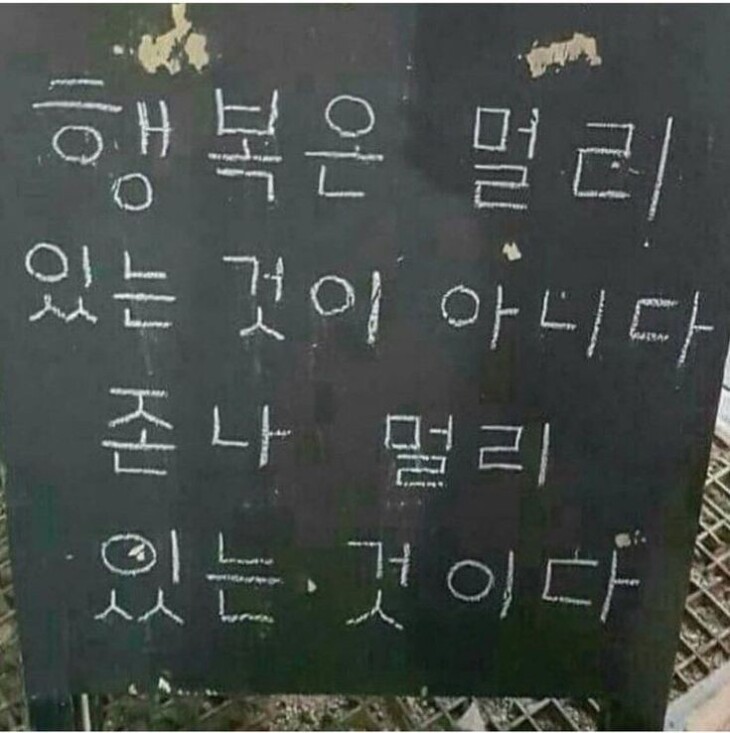 행복은 멀리
있는 것이 아니다
존나 멀리
있는 것이다